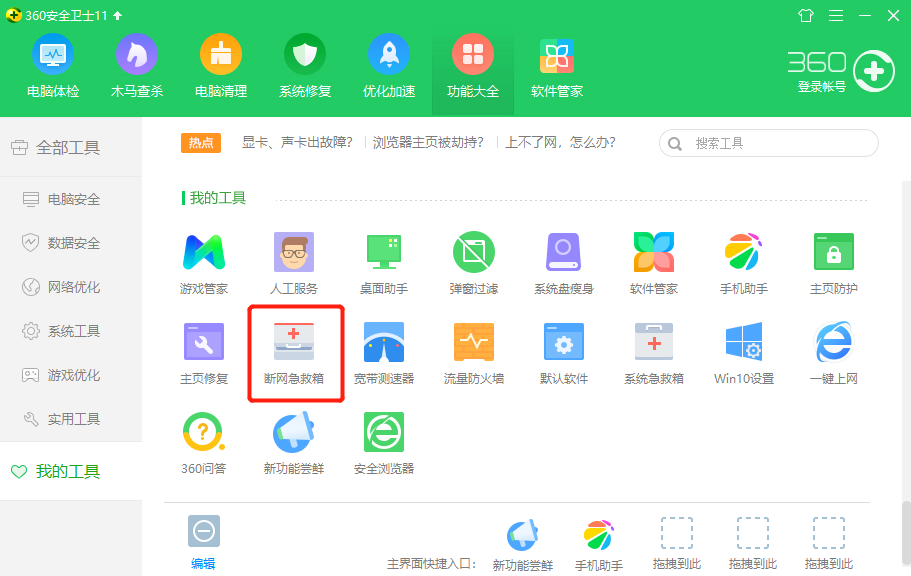 360安全卫士11
电脑体检 木马查杀 电脑清理 系统修复 优化加速 功能大全 软件管家
360
登录帐号
全部工具
电脑安全
数据安全
网络优化
系统工具
游戏优化
实用工具
我的工具
热点 显卡、声卡出故障? 浏览器主页被劫持? 上不了网，怎么办?
搜索工具
我的工具
游戏管家 人工服务 桌面助手 弹窗过滤 系统盘瘦身 软件管家 手机助手 主页防护
主页修复 断网急救箱 宽带测速器 流量防火墙 默认软件 系统急救箱 Win10设置 一键上网
360问答 新功能尝鲜 安全浏览器
编辑
主界面快捷入口: 新功能尝鲜 手机助手 拖拽到此 拖拽到此 拖拽到此